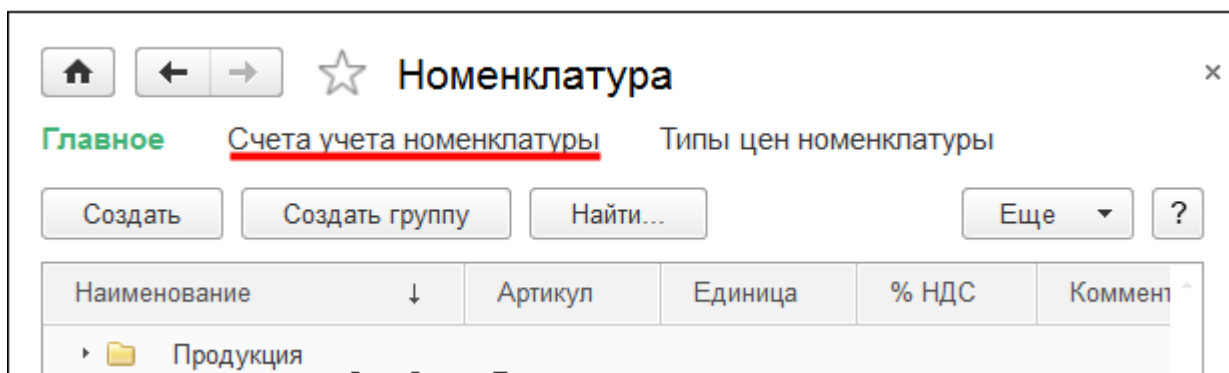 Номенклатура
Главное Счета учета номенклатуры Типы цен номенклатуры
Создать Создать группу Найти... Еще ?
Наименование ↓ Артикул Единица % НДС Коммент
Продукция